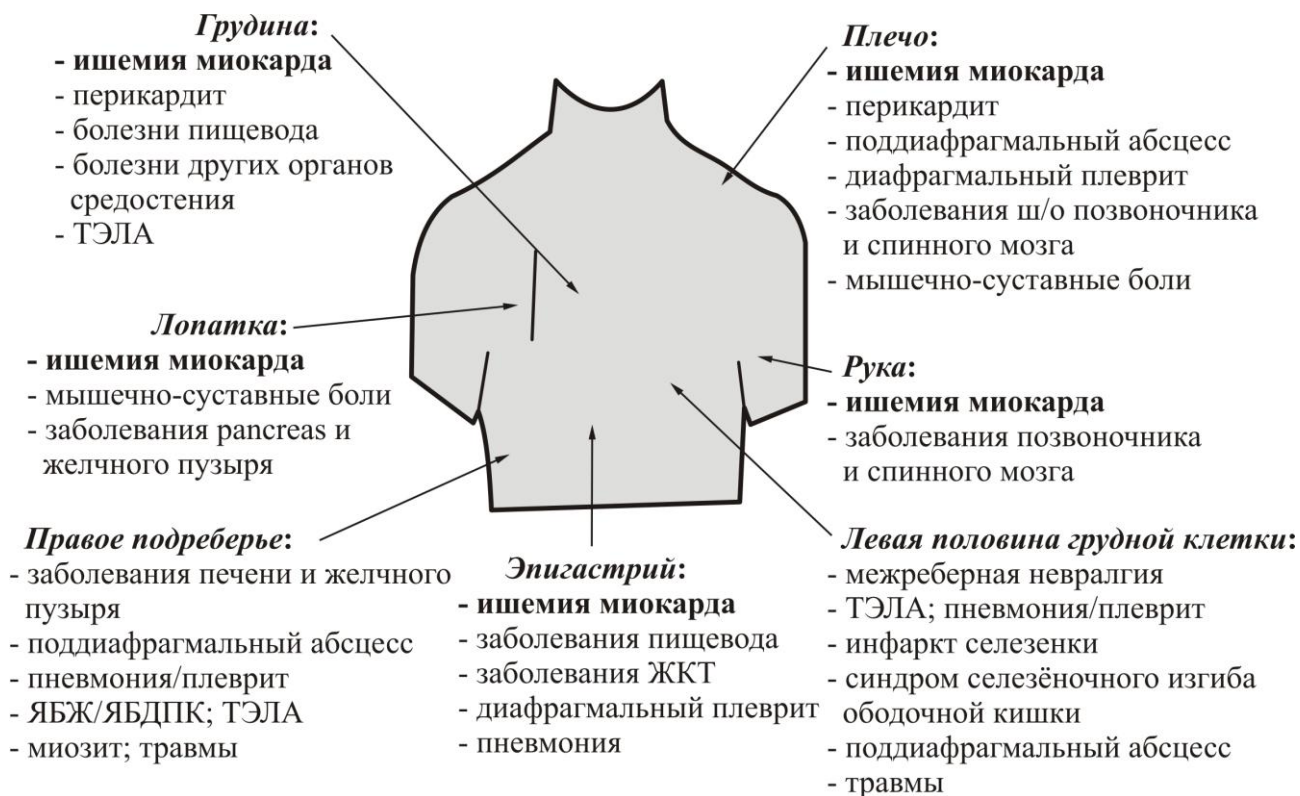 Грудина:
- ишемия миокарда
- перикардит
- болезни пищевода
- болезни других органов
средостения
- ТЭЛА
Плечо:
- ишемия миокарда
- перикардит
- поддиафрагмальный абсцесс
- диафрагмальный плеврит
- заболевания ш/о позвоночника
и спинного мозга
- мышечно-суставные боли
Лопатка:
- ишемия миокарда
- мышечно-суставные боли
- заболевания pancreas и
желчного пузыря
Рука:
- ишемия миокарда
- заболевания позвоночника
и спинного мозга
Правое подреберье:
- заболевания печени и желчного
пузыря
- поддиафрагмальный абсцесс
- пневмония/плеврит
- ЯБЖ/ЯБДПК; ТЭЛА
- миозит; травмы
Эпигастрий:
- ишемия миокарда
- заболевания пищевода
- заболевания ЖКТ
- диафрагмальный плеврит
- пневмония
Левая половина грудной клетки:
- межреберная невралгия
- ТЭЛА; пневмония/плеврит
- инфаркт селезенки
- синдром селезёночного изгиба
ободочной кишки
- поддиафрагмальный абсцесс
- травмы